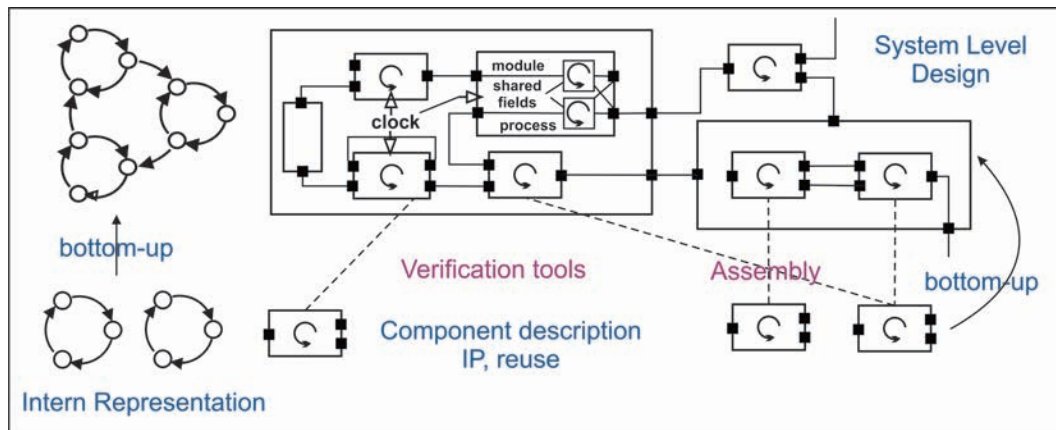 System Level
Design
module
shared
fields
process
clock
bottom-up
Verification tools
Assembly
bottom-up
Component description
IP, reuse
Intern Representation